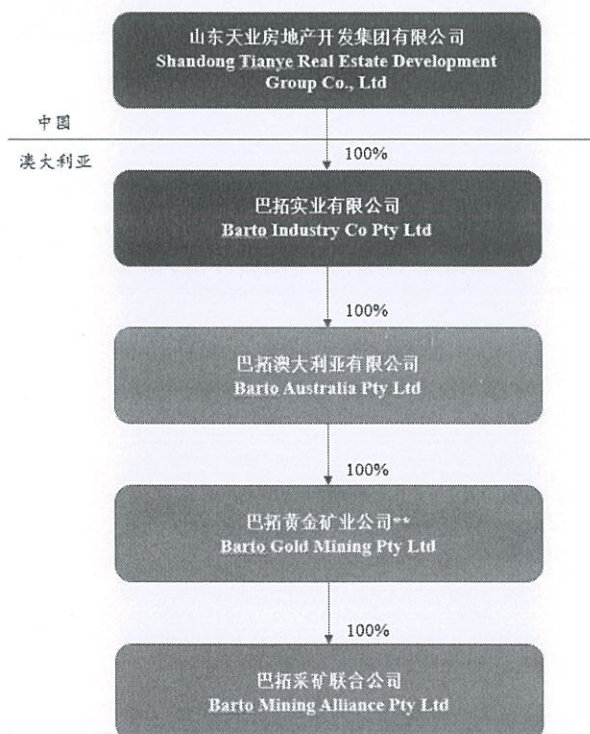 山东天业房地产开发集团有限公司
Shandong Tianye Real Estate Development
Group Co., Ltd
中国
澳大利亚
100%
巴拓实业有限公司
Barto Industry Co Pty Ltd
100%
巴拓澳大利亚有限公司
Barto Australia Pty Ltd
100%
巴拓黄金矿业公司**
Barto Gold Mining Pty Ltd
100%
巴拓采矿联合公司
Barto Mining Alliance Pty Ltd